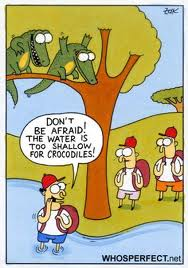 DON'T
BE AFRAID!
THE WATER IS
TOO SHALLOW
FOR CROCODILES!
WHOSPERFECT.net